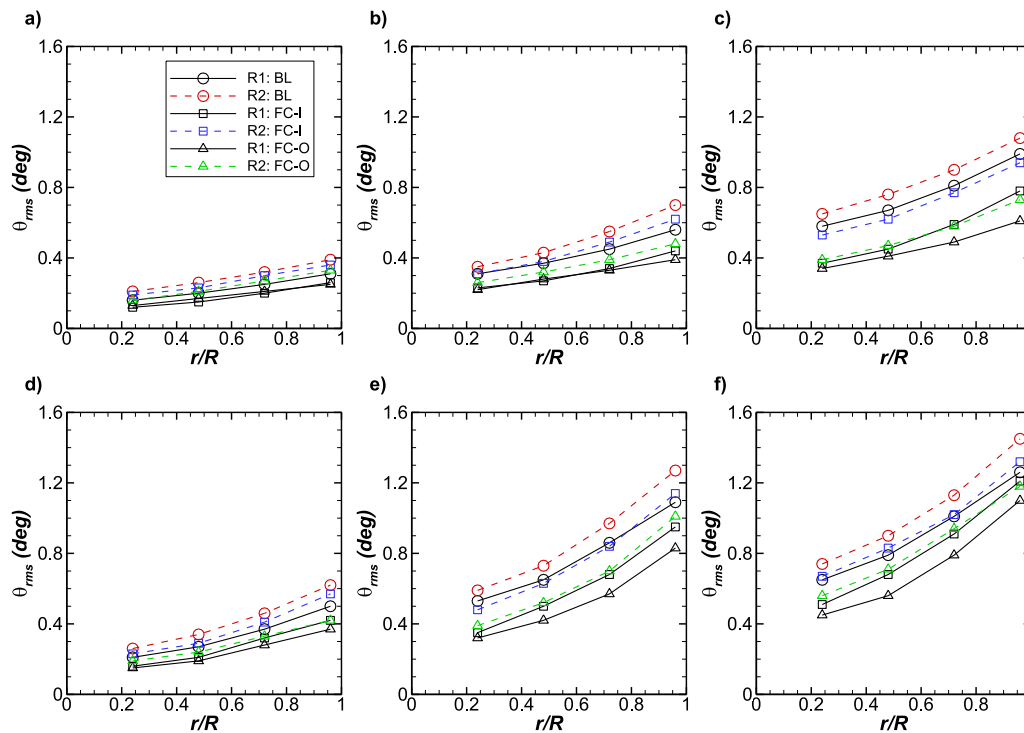 a)
b)
c)
1.6
1.2
0.8
0.4
0
θrms (deg)
R1: BL
R2: BL
R1: FC-I
R2: FC-I
R1: FC-O
R2: FC-O
0 0.2 0.4 0.6 0.8 1
r/R
1.6
1.2
0.8
0.4
0
θrms (deg)
0 0.2 0.4 0.6 0.8 1
r/R
1.6
1.2
0.8
0.4
0
θrms (deg)
0 0.2 0.4 0.6 0.8
r/R
d)
e)
f)
1.6
1.2
0.8
0.4
0
θrms (deg)
0 0.2 0.4 0.6 0.8 1
r/R
1.6
1.2
0.8
0.4
0
θrms (deg)
0 0.2 0.4 0.6 0.8 1
r/R
1.6
1.2
0.8
0.4
0
θrms (deg)
0 0.2 0.4 0.6 0.8
r/R